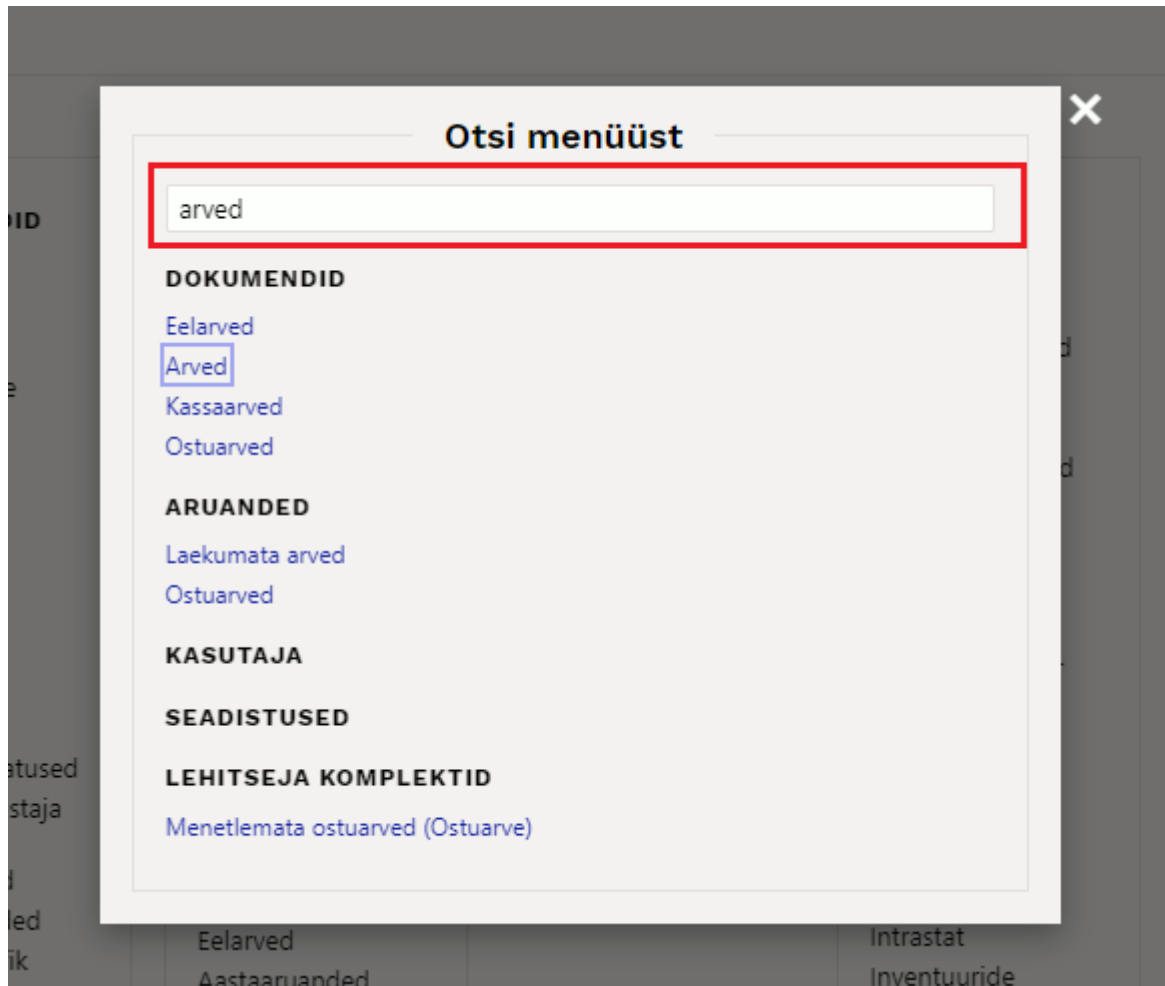 Otsi menüüst
arved
DOKUMENDID
Eelarved
Arved
Kassaarved
Ostuarved
ARUANDED
Laekumata arved
Ostuarved
KASUTAJA
SEADISTUSED
LEHITSEJA KOMPLEKTID
Menetlemata ostuarved (Ostuarve)
Eelarved
Aastaaruanded
Intrastat
Inventuuride